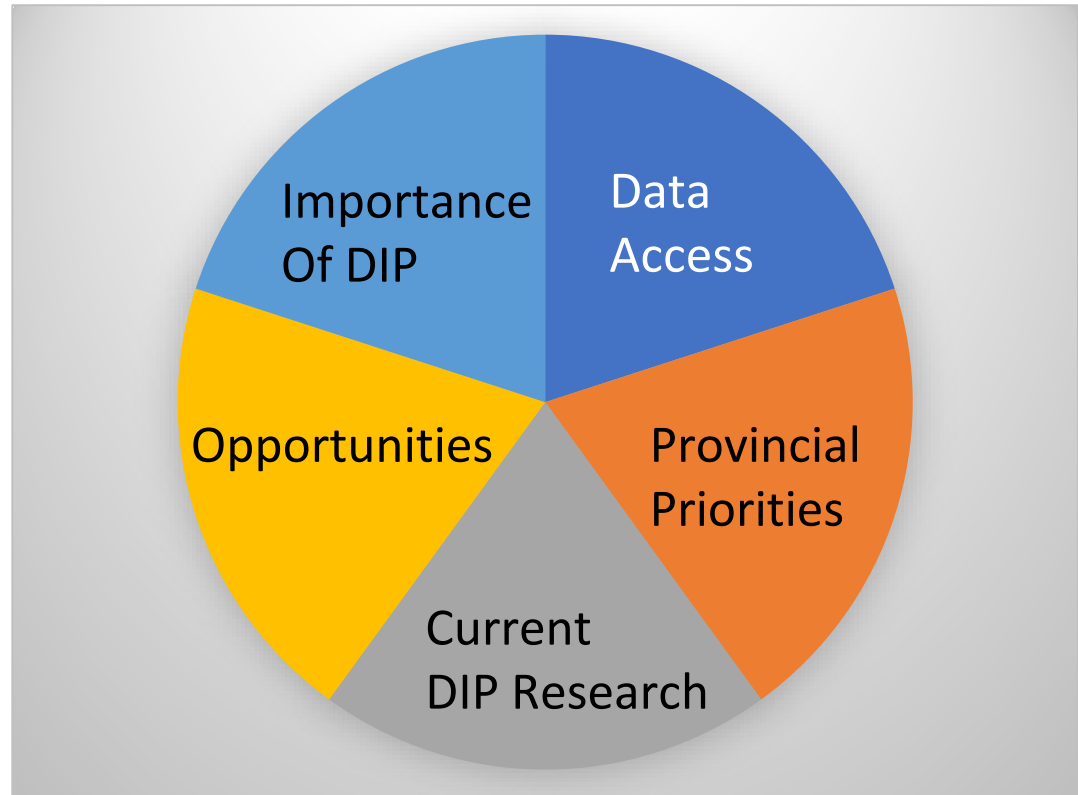 Importance
Of DIP
Data
Access
Opportunities
Provincial
Priorities
Current
DIP Research